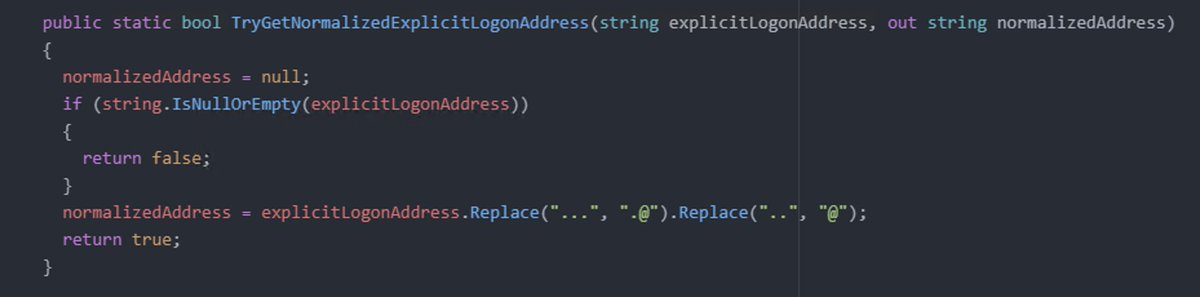 public static bool TryGetNormalizedExplicitLogonAddress(string explicitLogonAddress, out string normalizedAddress)
{
normalizedAddress = null;
if (string.IsNullOrEmpty(explicitLogonAddress))
{
return false;
}
normalizedAddress = explicitLogonAddress.Replace("...", ".@").Replace("..", "@");
return true;
}